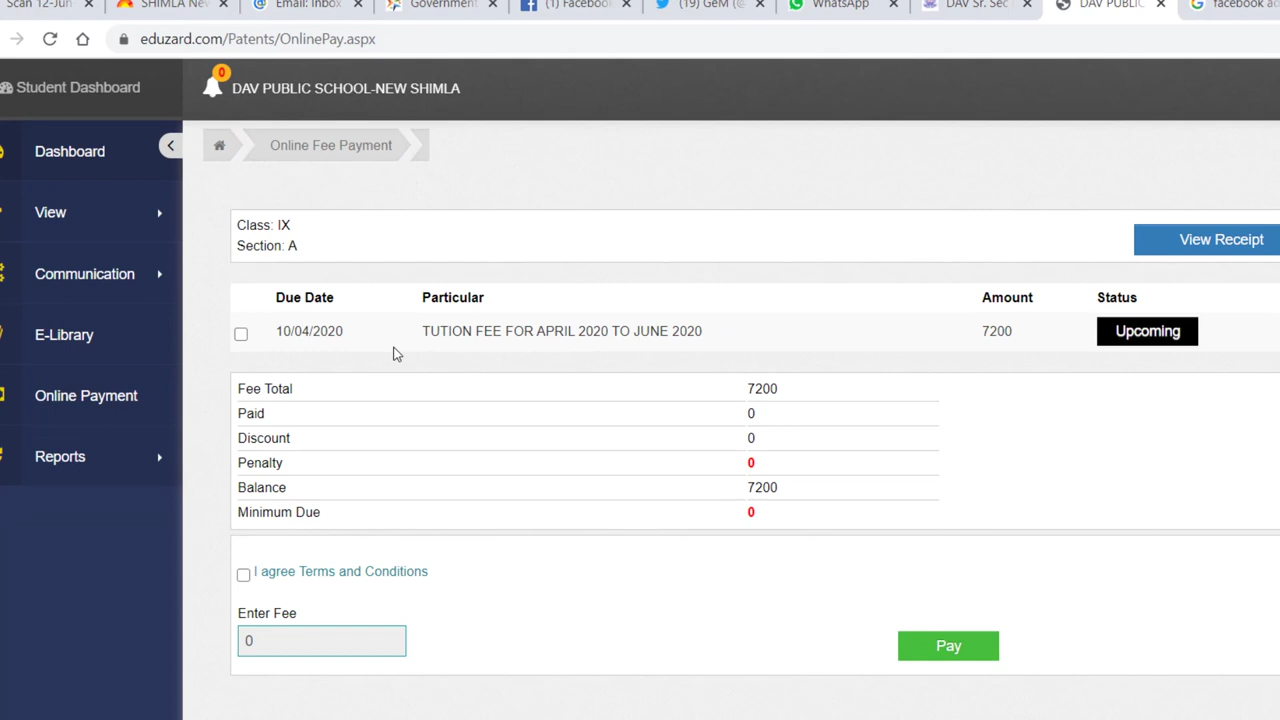 Scan 12-Jun
SHIMLA New
Email: Inbox
Government
(1) Facebook
(19) GeM (@
WhatsApp
DAV Sr. Sec
DAV PUBLIC
facebook ad
eduzard.com/Patents/OnlinePay.aspx
Student Dashboard
0
DAV PUBLIC SCHOOL-NEW SHIMLA
Dashboard
Online Fee Payment
View
Class: IX
Section: A
View Receipt
Communication
Due Date Particular Amount Status
10/04/2020 TUTION FEE FOR APRIL 2020 TO JUNE 2020 7200 Upcoming
E-Library
Online Payment
Reports
Fee Total 7200
Paid 0
Discount 0
Penalty 0
Balance 7200
Minimum Due 0
I agree Terms and Conditions
Enter Fee
0
Pay